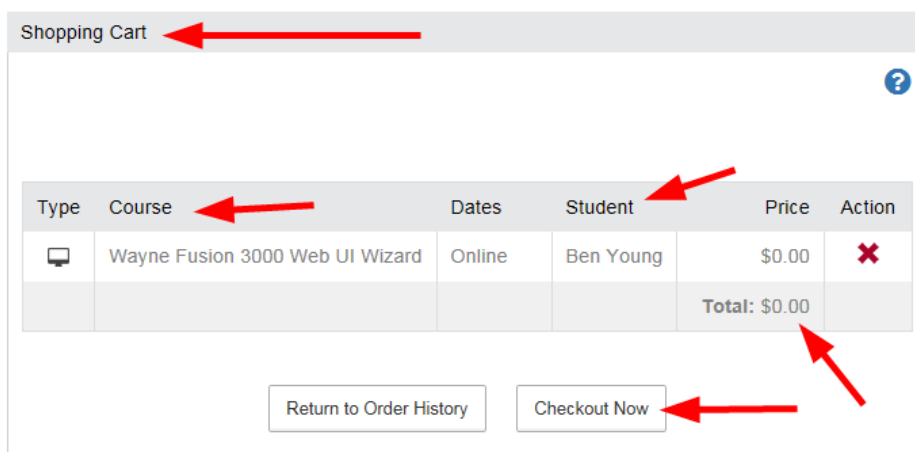 Shopping Cart
?
Type Course Dates Student Price Action
Wayne Fusion 3000 Web UI Wizard Online Ben Young $0.00
Total: $0.00
Return to Order History Checkout Now